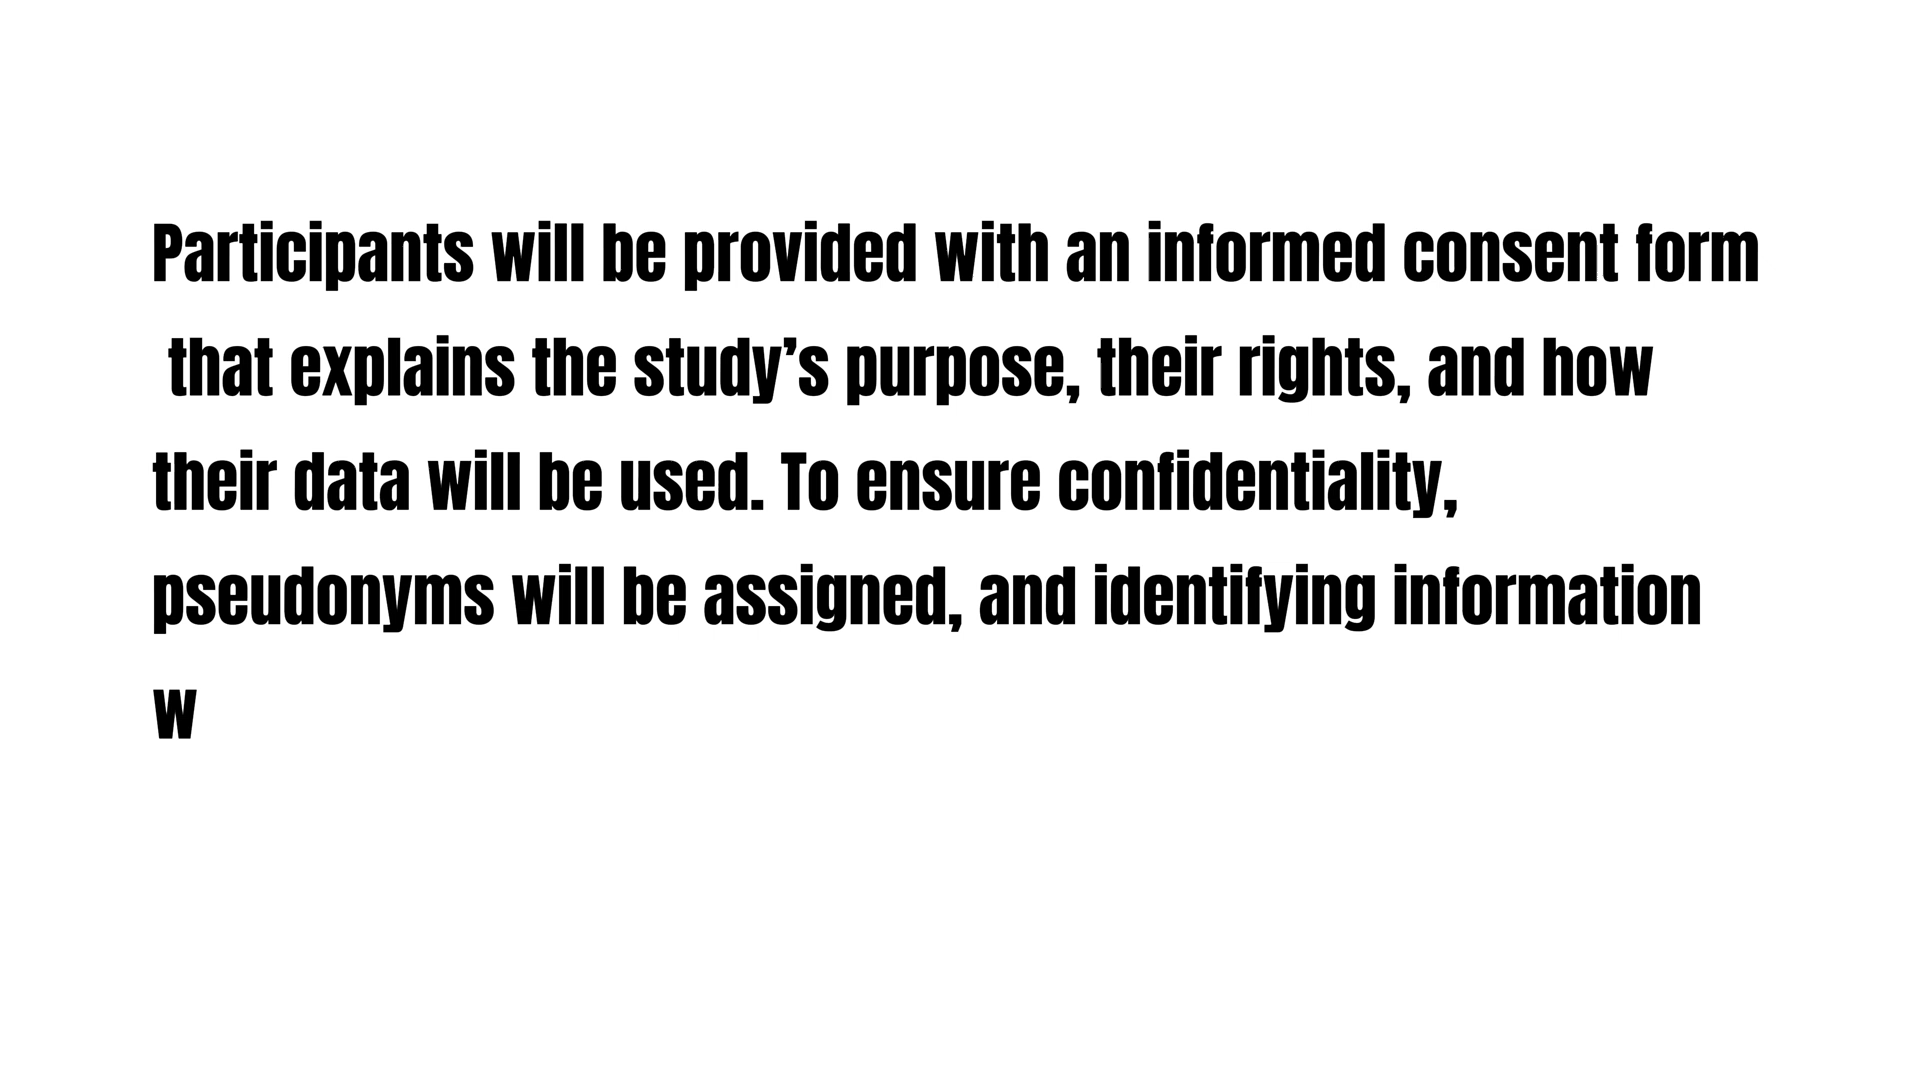 Participants will be provided with an informed consent form
that explains the study’s purpose, their rights, and how
their data will be used. To ensure confidentiality,
pseudonyms will be assigned, and identifying information
w